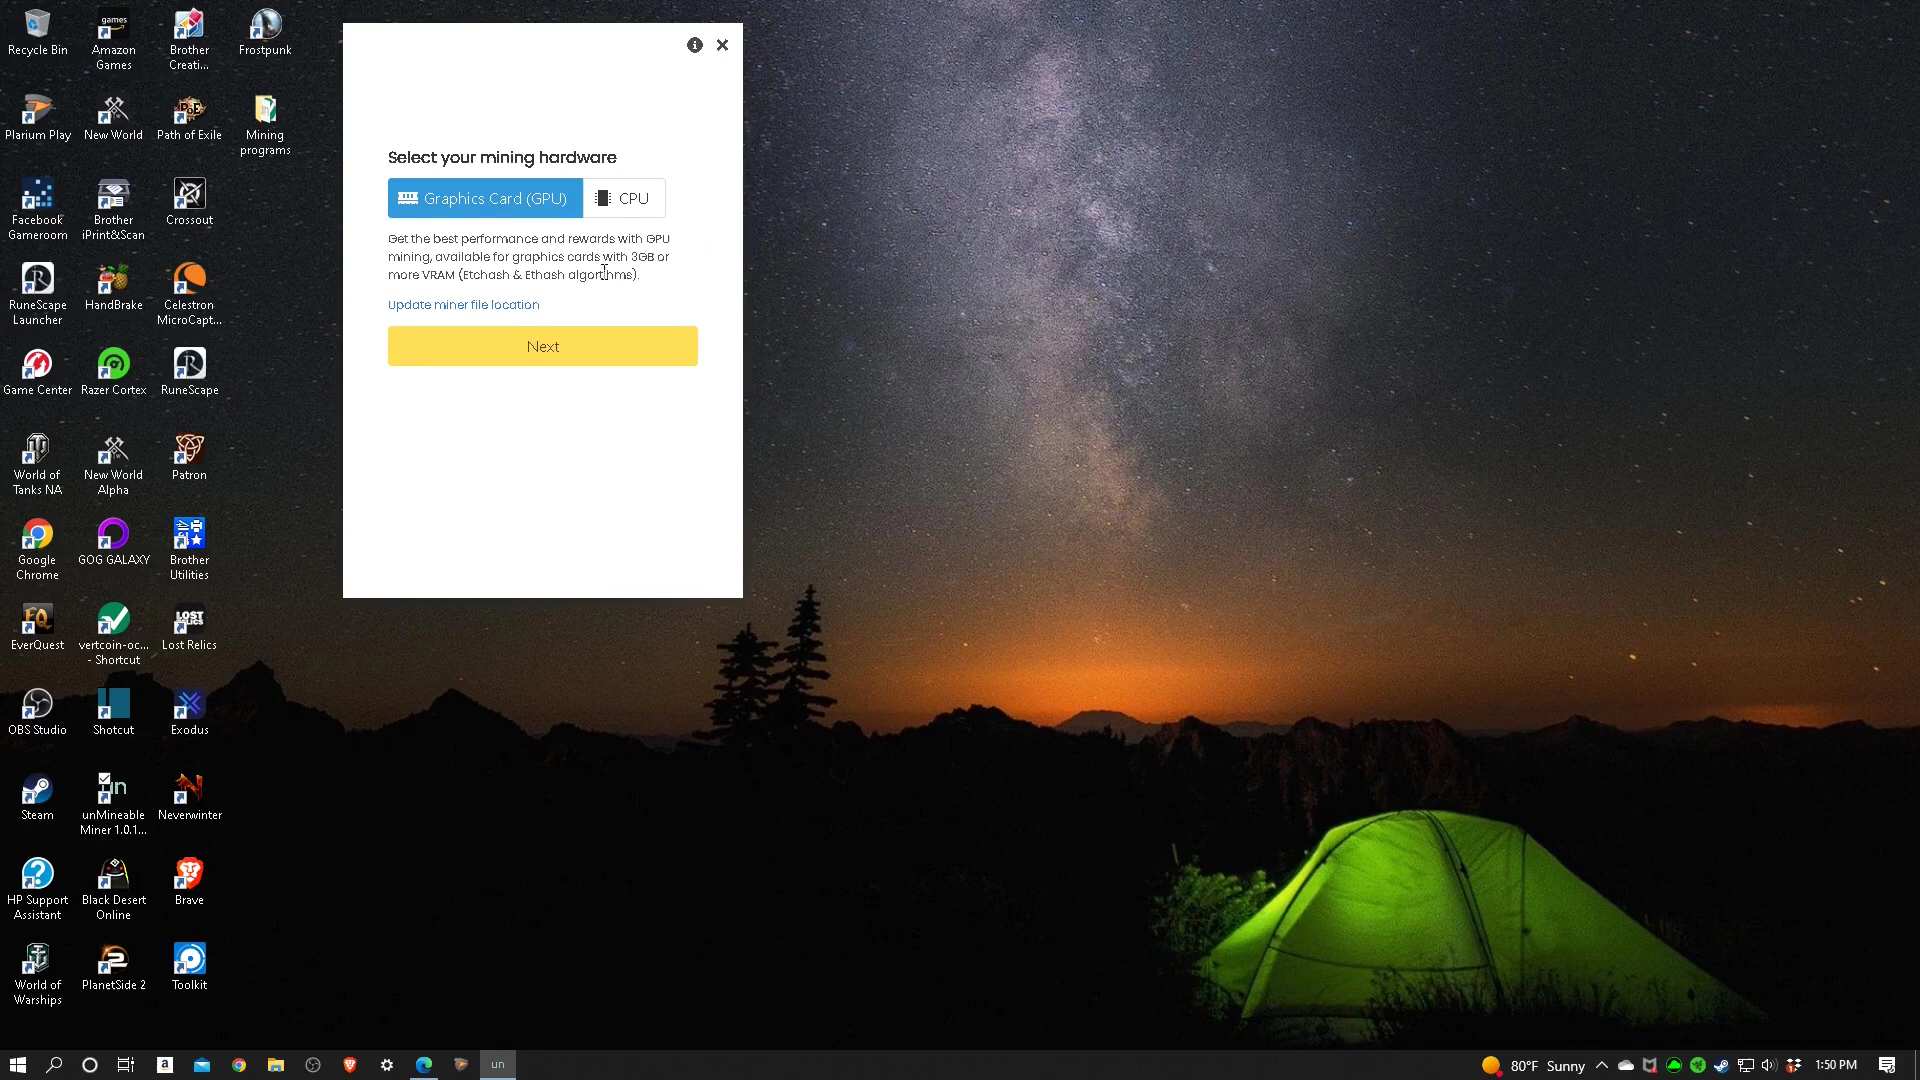 Recycle Bin
Amazon
Games
Brother
Creati...
Frostpunk
Plarium Play
New World
Path of Exile
Mining
programs
Facebook
Gameroom
Brother
iPrint&Scan
Crossout
RuneScape
Launcher
HandBrake
Celestron
MicroCapt...
Game Center
Razer Cortex
RuneScape
World of
Tanks NA
New World
Alpha
Patron
Google
Chrome
GOG GALAXY
Brother
Utilities
EverQuest
vertcoin-oc...
- Shortcut
Lost Relics
OBS Studio
Shotcut
Exodus
Steam
unMineable
Miner 1.0.1...
Neverwinter
HP Support
Assistant
Black Desert
Online
Brave
World of
Warships
PlanetSide 2
Toolkit
games
PoE
EQ
LOST
RELICS
un
Select your mining hardware
Graphics Card (GPU)
CPU
Get the best performance and rewards with GPU
mining, available for graphics cards with 3GB or
more VRAM (Etchash & Ethash algorithms).
Update miner file location
Next
a
un
80°F Sunny
1:50 PM